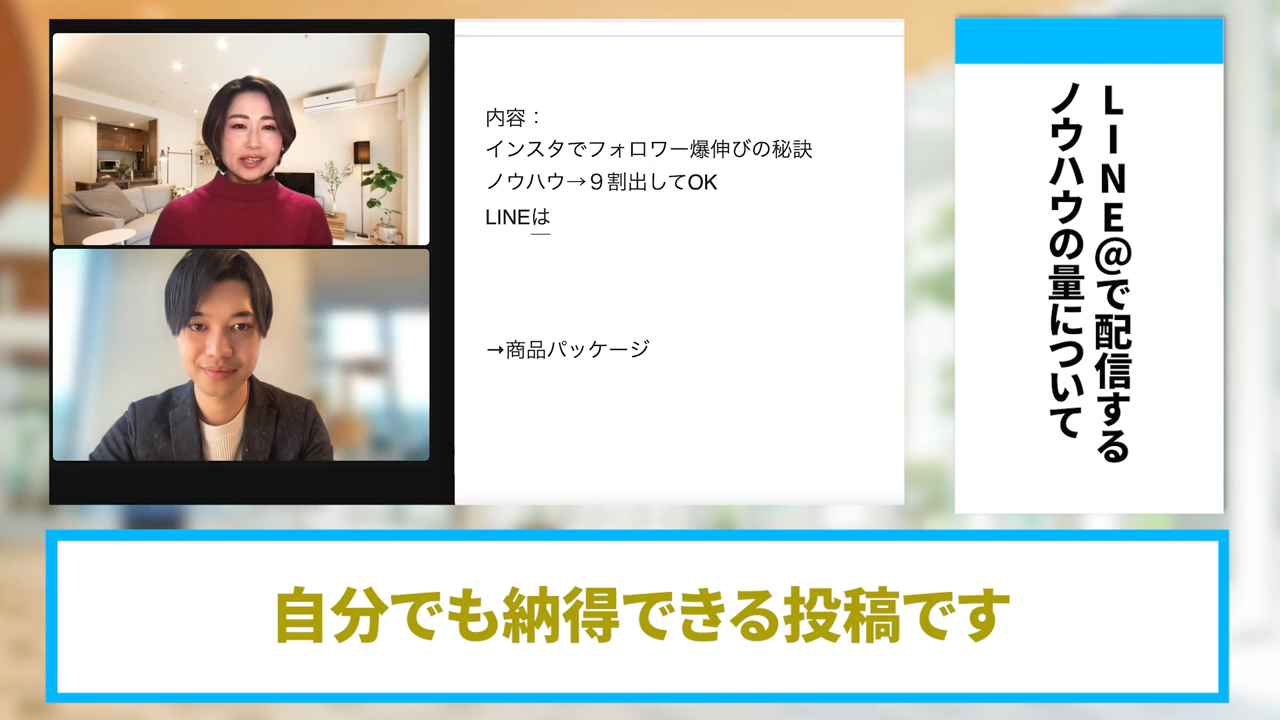 内容：
インスタでフォロワー爆伸びの秘訣
ノウハウ→９割出してOK
LINEは
→商品パッケージ
LINE@で配信する
ノウハウの量について
自分でも納得できる投稿です